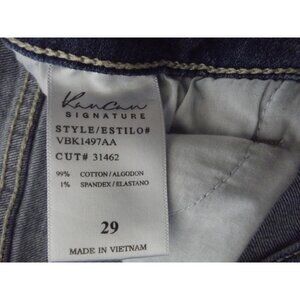 KanCan
SIGNATURE
STYLE/ESTILO#
VBK1497AA
CUT# 31462
99% COTTON/ALGODON
1% SPANDEX/ELASTANO
29
MADE IN VIETNAM